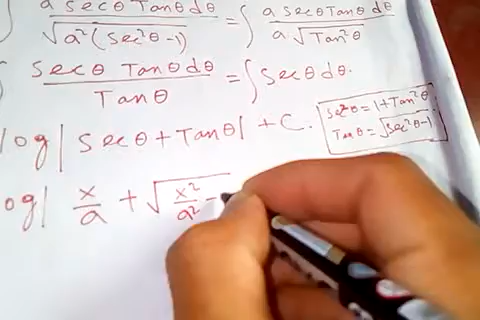 ∫ a secθ Tanθ dθ / √a²(sec²θ-1) = ∫ a secθ Tanθ dθ / a √Tan²θ
∫ secθ Tanθ dθ / Tanθ = ∫ secθ dθ.
log| secθ + Tanθ| + C.
sec²θ = 1+Tan²θ
Tanθ = √sec²θ-1
log| x/a + √x²/a² -